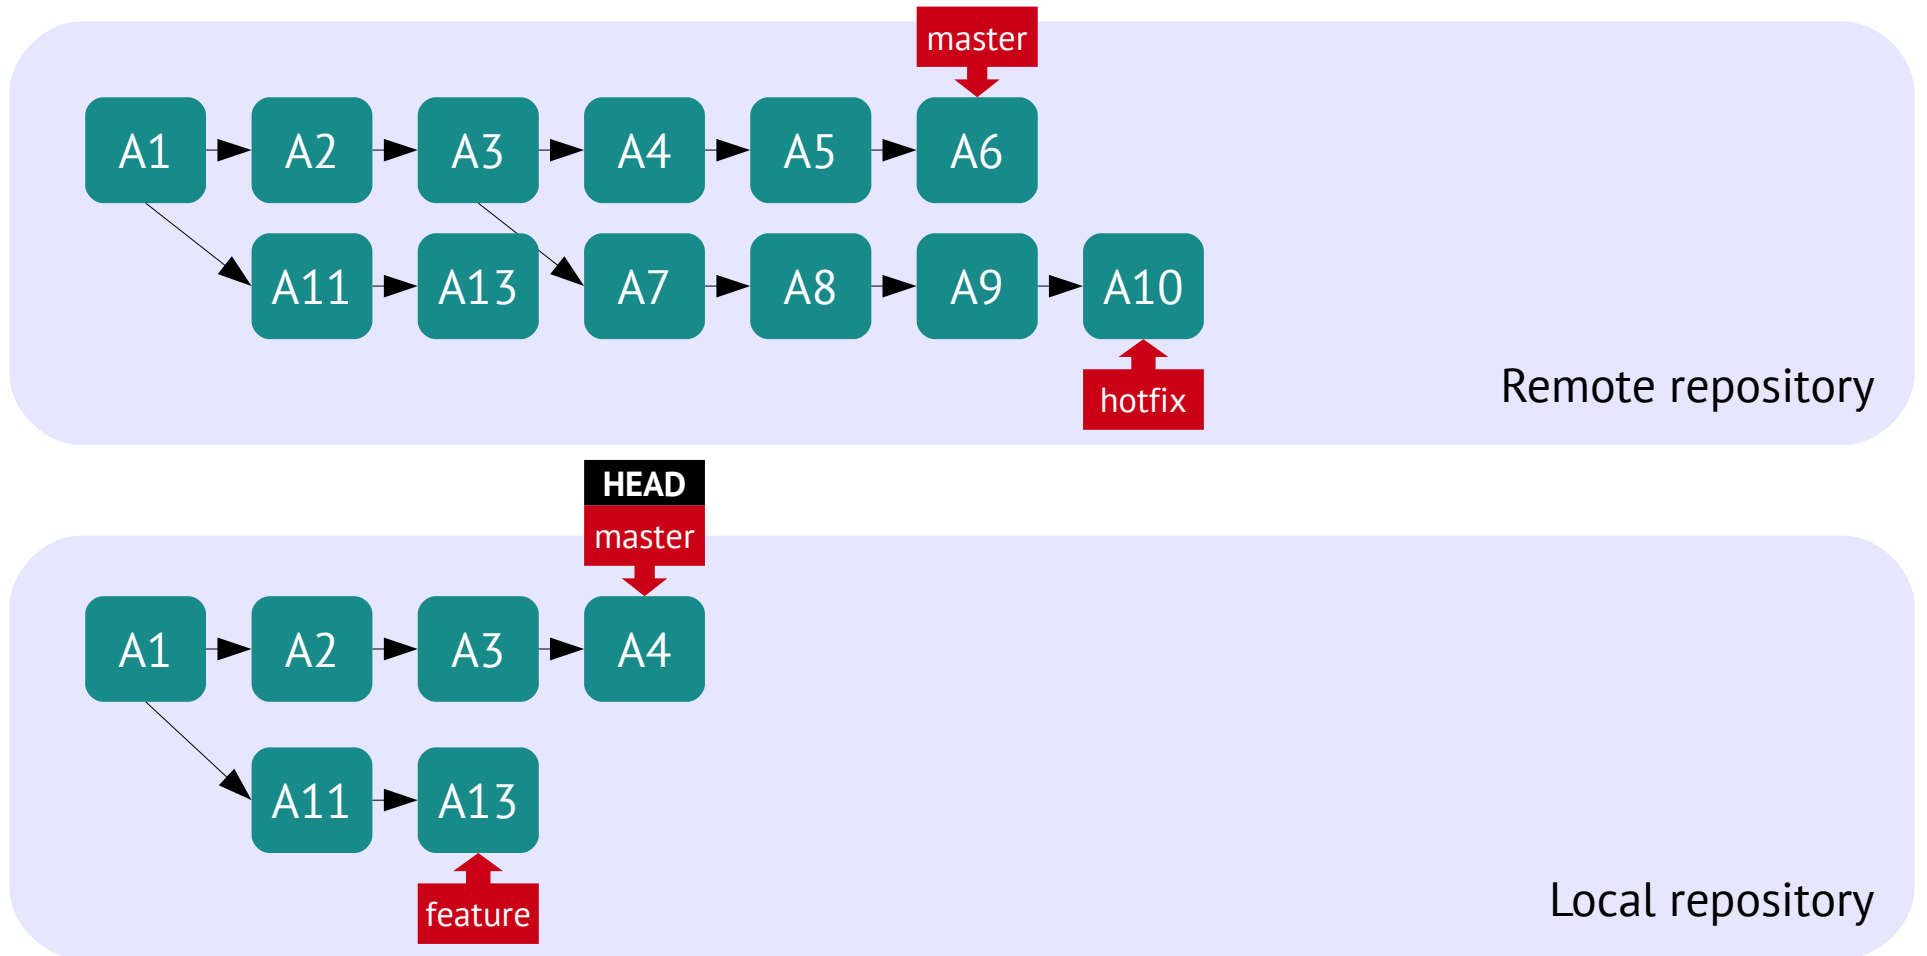 master
A1 A2 A3 A4 A5 A6
A11 A13 A7 A8 A9 A10
hotfix
Remote repository
HEAD
master
A1 A2 A3 A4
A11 A13
feature
Local repository